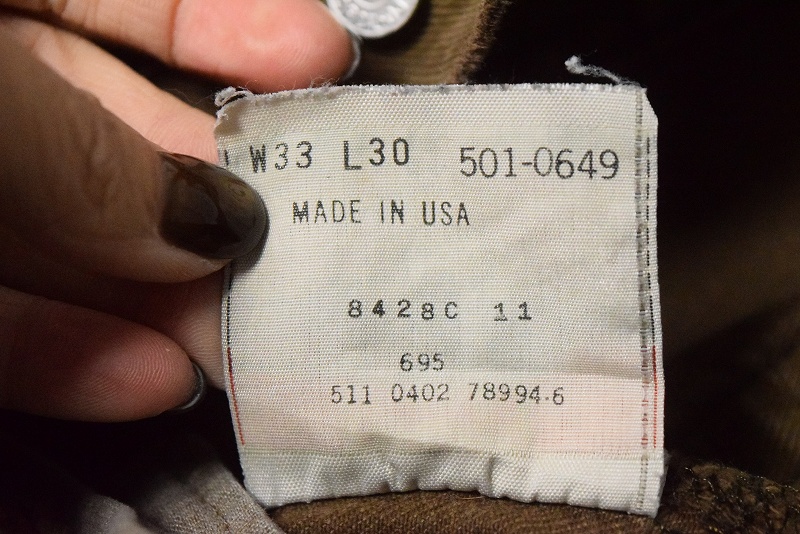 W33 L30 501-0649
MADE IN USA
8428C 11
695
511 0402 78994-6